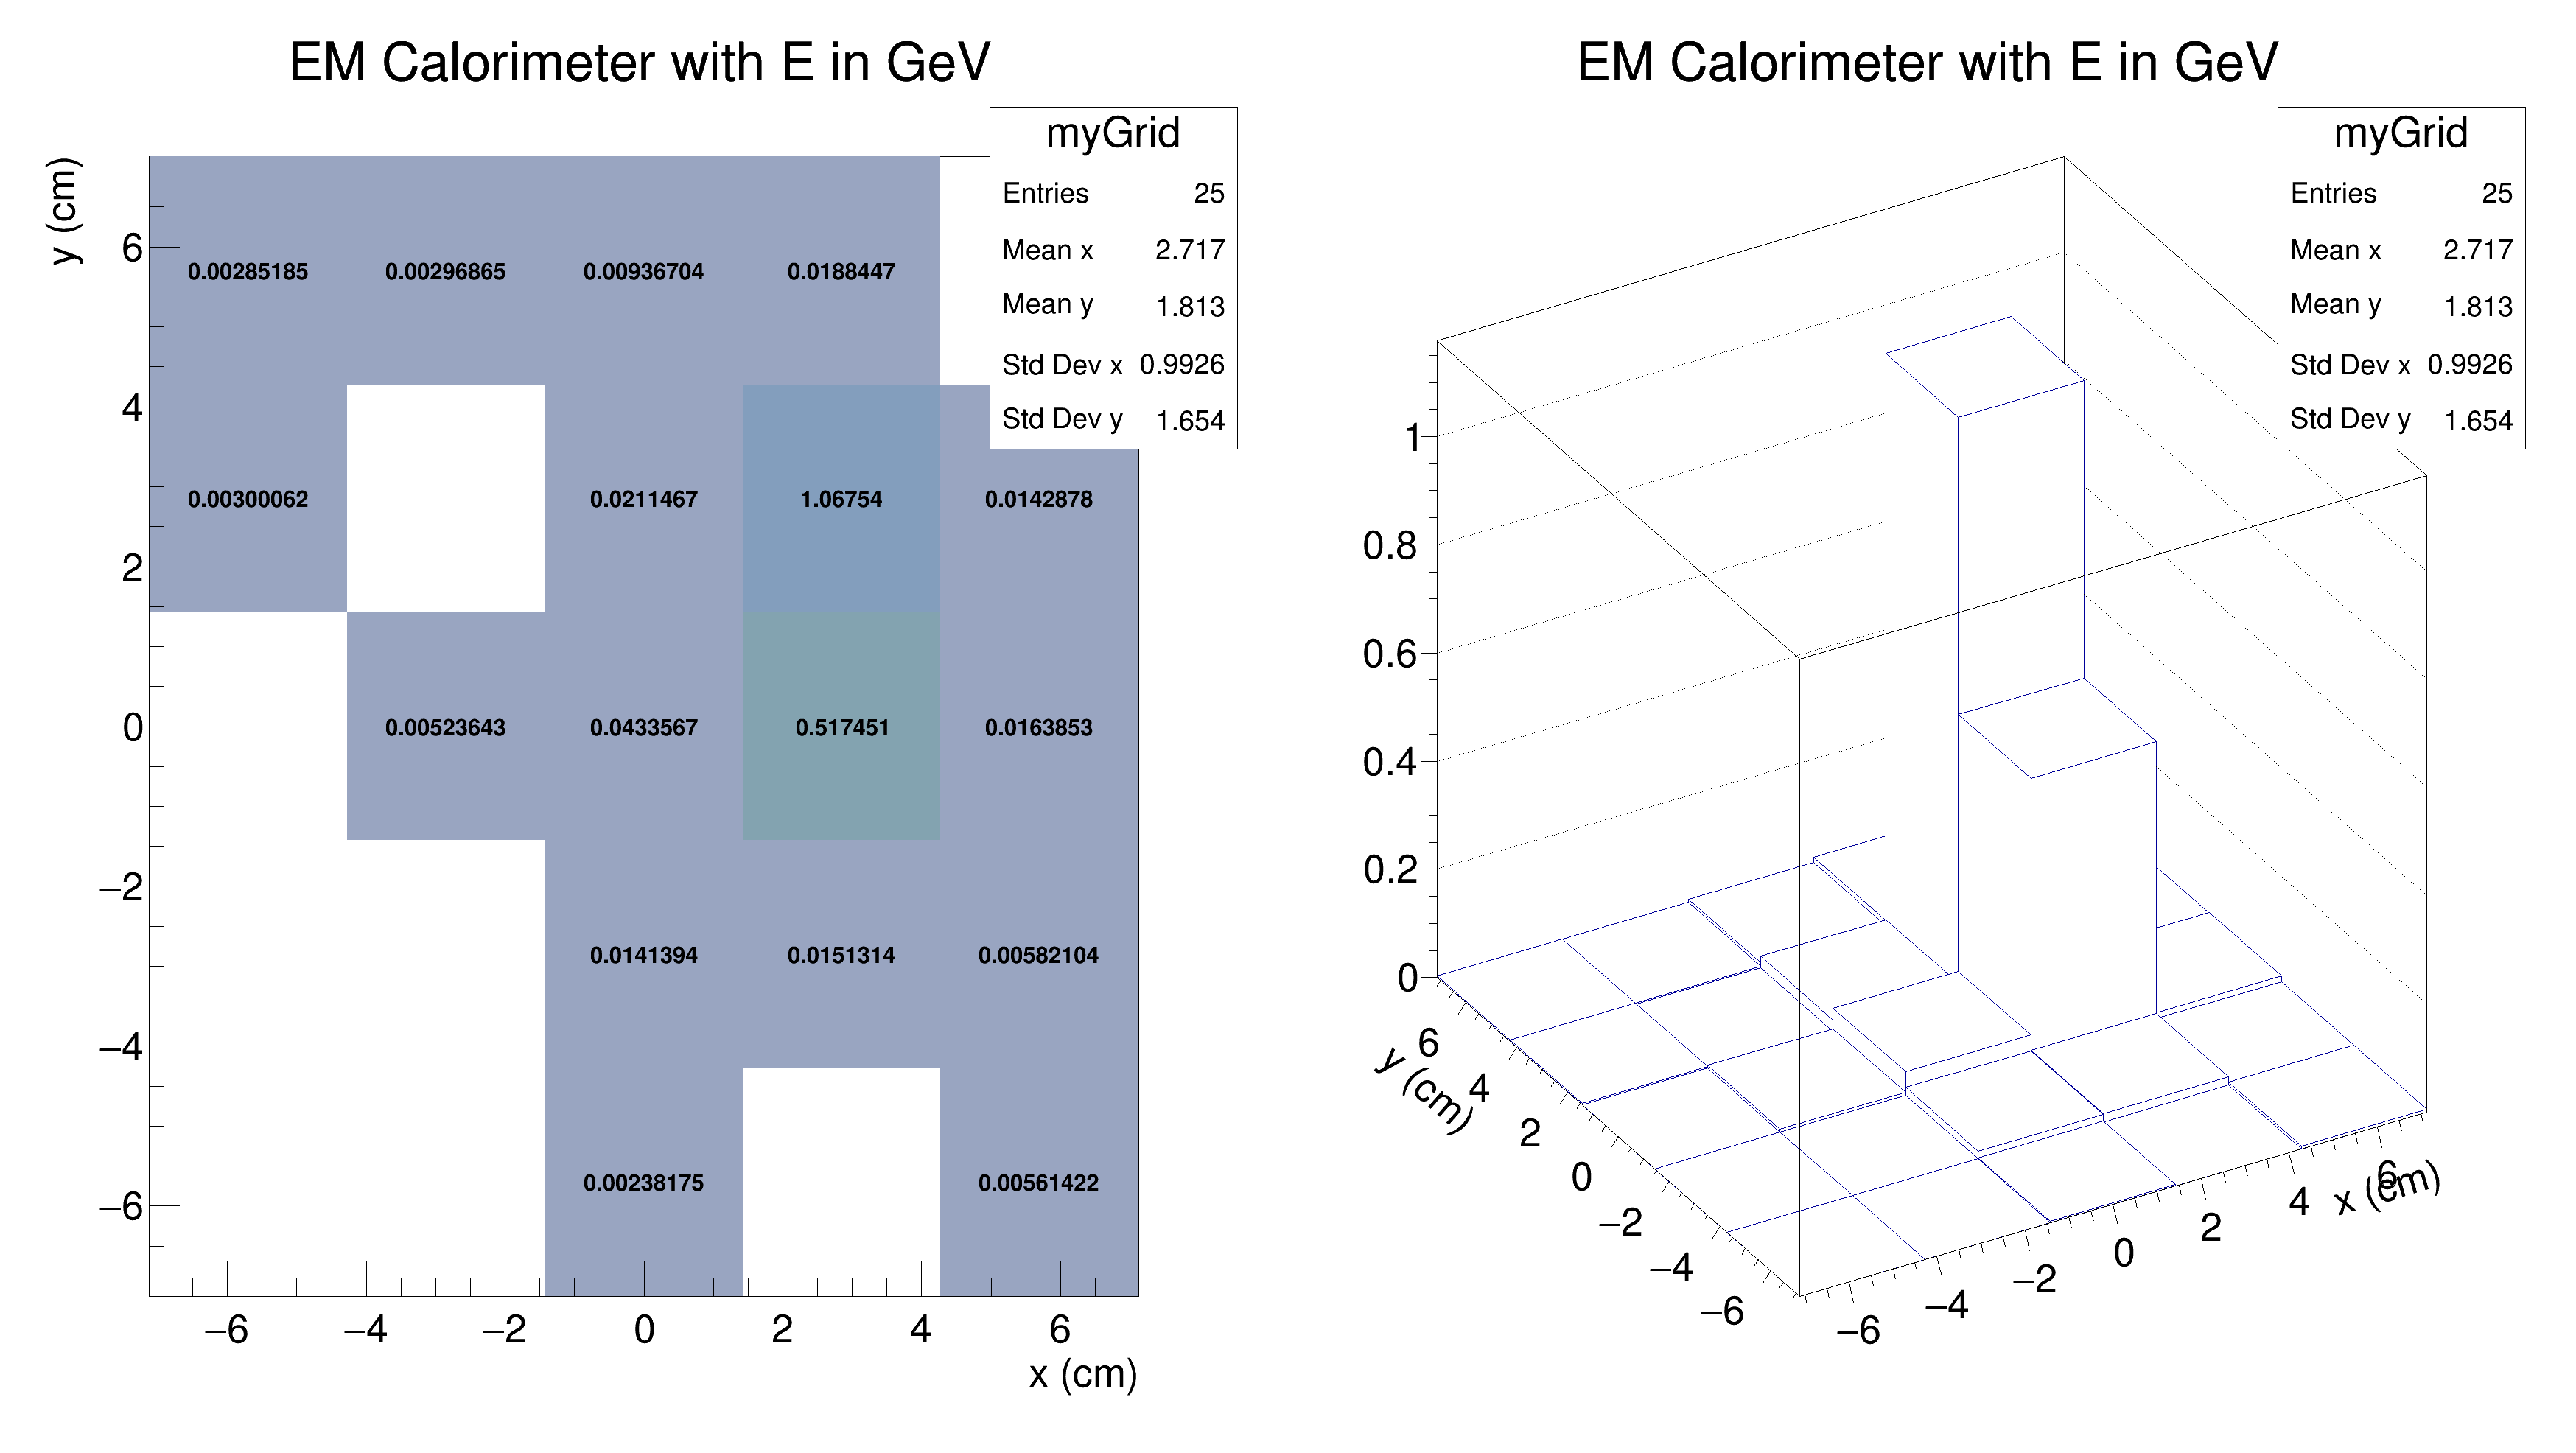 EM Calorimeter with E in GeV
myGrid
Entries 25
Mean x 2.717
Mean y 1.813
Std Dev x 0.9926
Std Dev y 1.654
y (cm)
6
4
2
0
−2
−4
−6
0.00285185 0.00296865 0.00936704 0.0188447
0.00300062 0.0211467 1.06754 0.0142878
0.00523643 0.0433567 0.517451 0.0163853
0.0141394 0.0151314 0.00582104
0.00238175 0.00561422
−6 −4 −2 0 2 4 6
x (cm)
EM Calorimeter with E in GeV
myGrid
Entries 25
Mean x 2.717
Mean y 1.813
Std Dev x 0.9926
Std Dev y 1.654
1
0.8
0.6
0.4
0.2
0
6
4
2
0
−2
−4
−6
y (cm)
−6 −4 −2 0 2 4 6
x (cm)